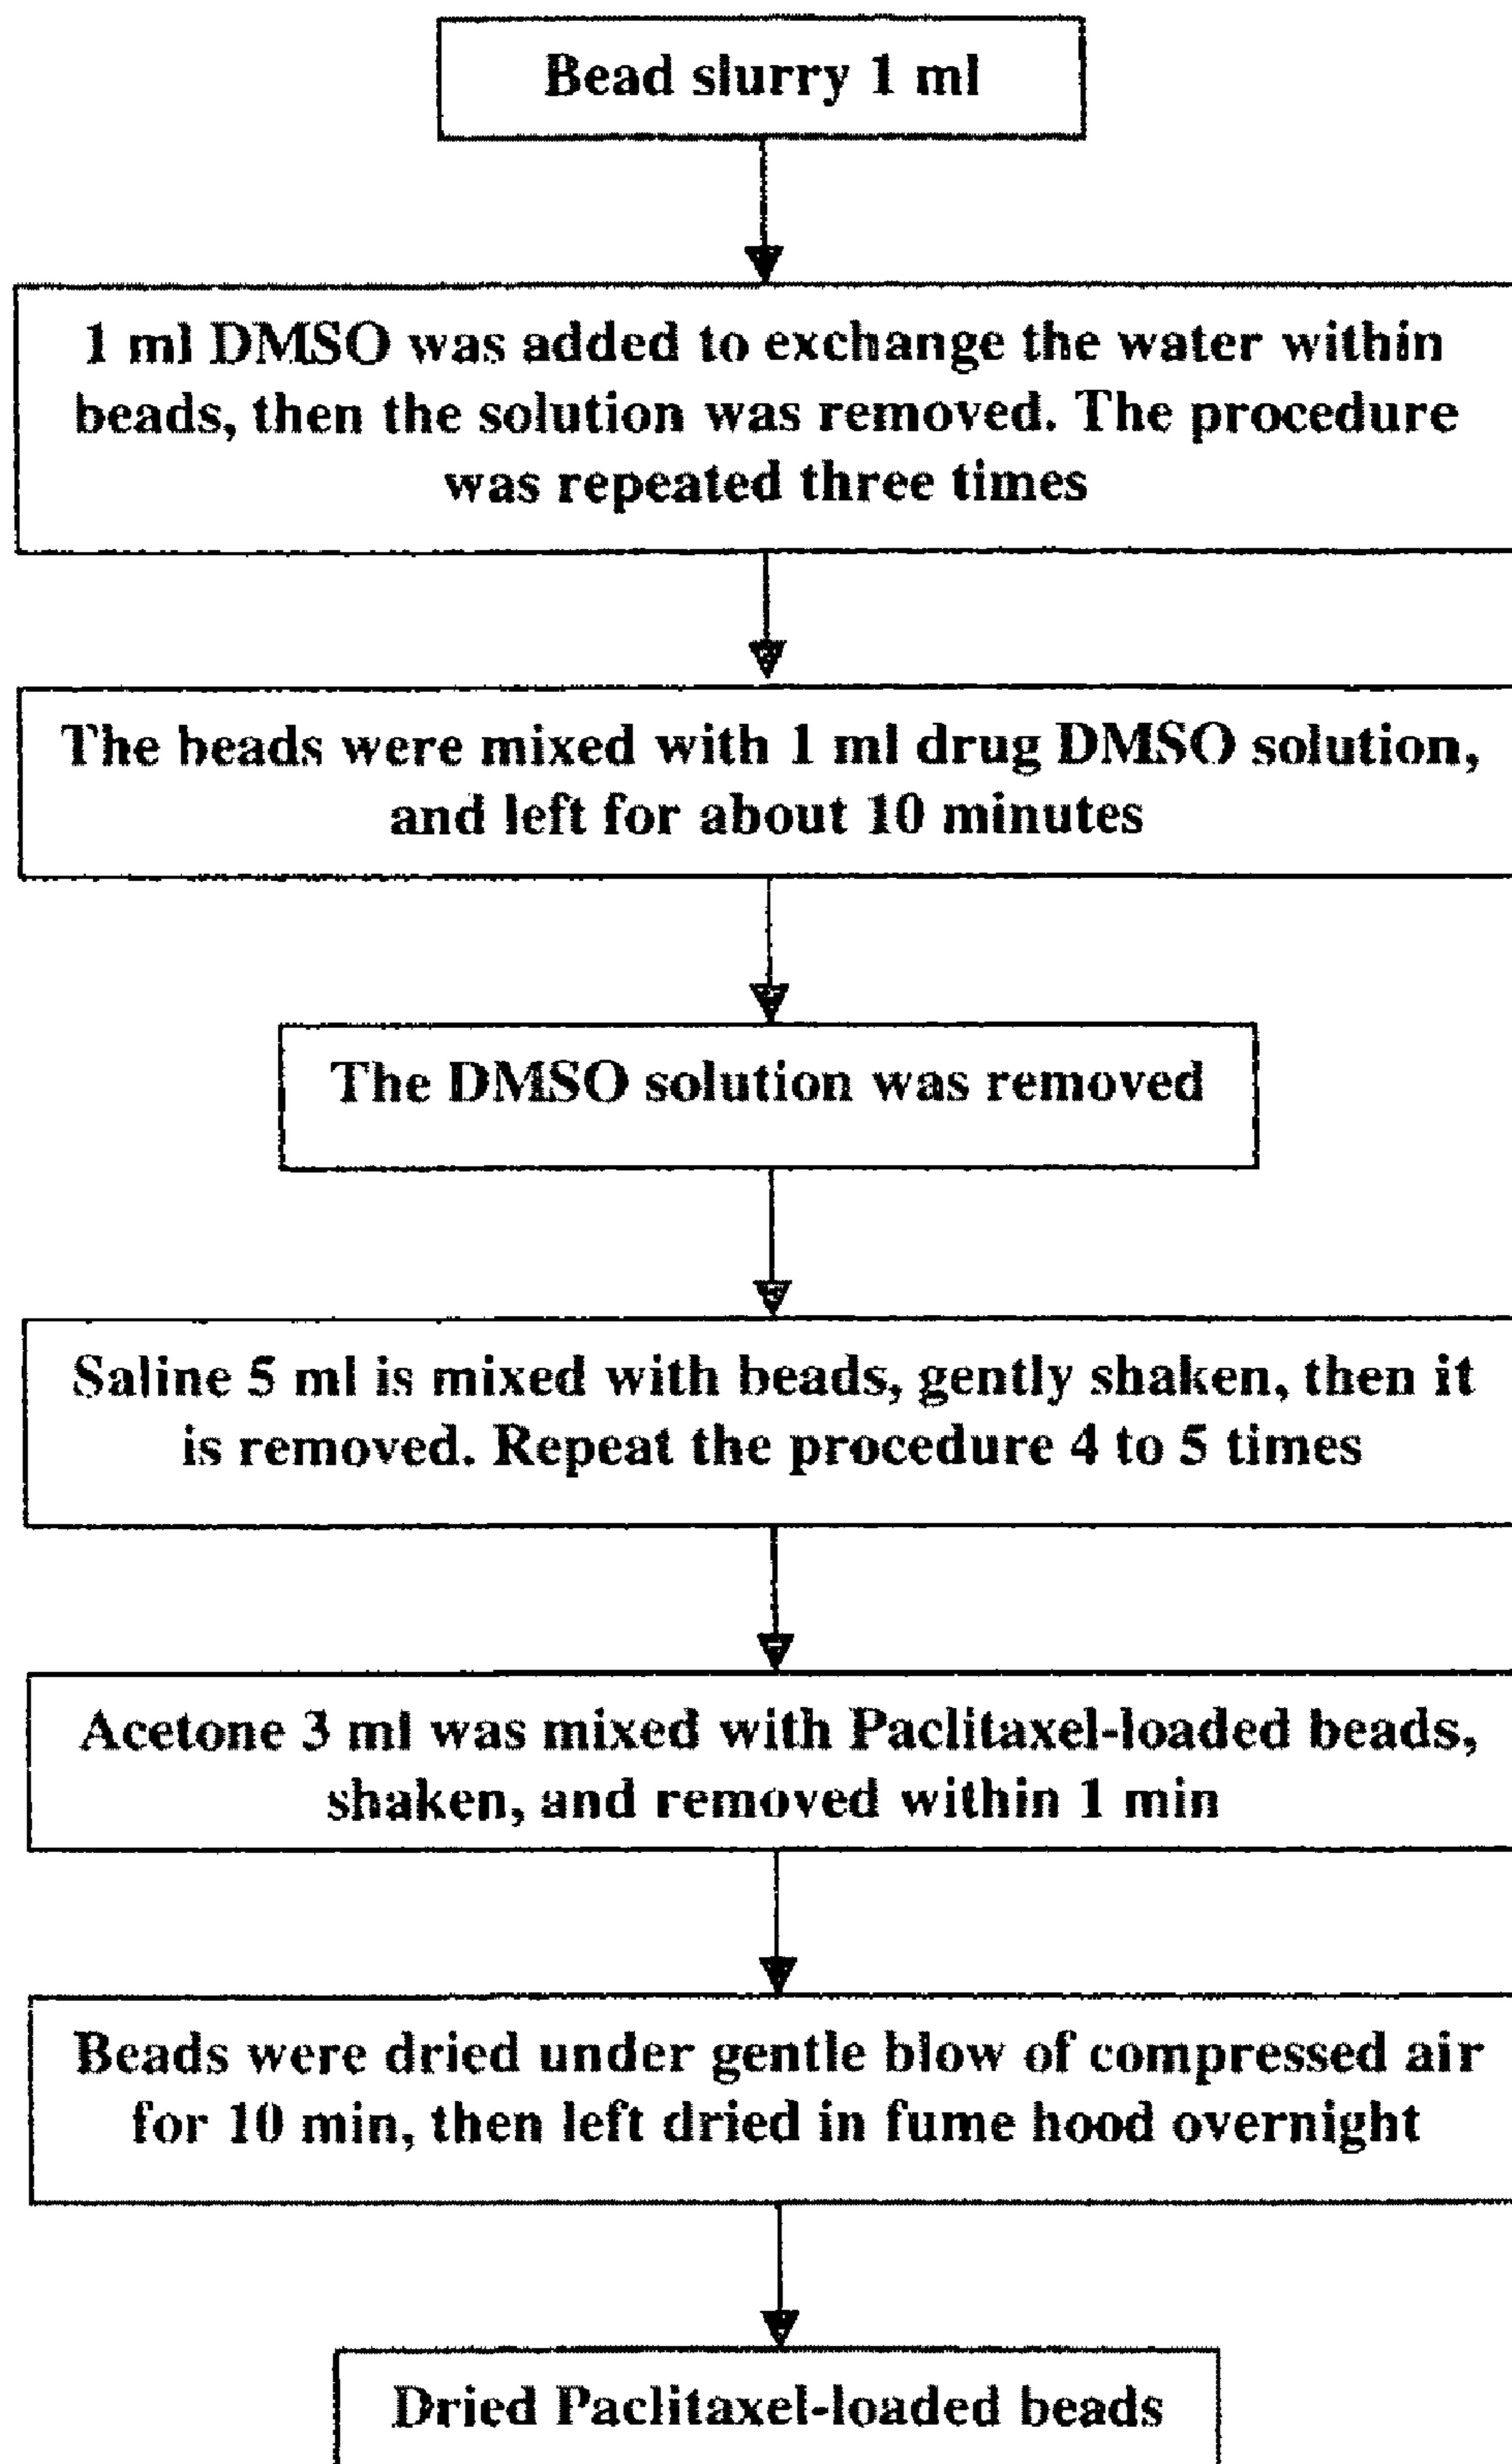 Bead slurry 1 ml
1 ml DMSO was added to exchange the water within
beads, then the solution was removed. The procedure
was repeated three times
The beads were mixed with 1 ml drug DMSO solution,
and left for about 10 minutes
The DMSO solution was removed
Saline 5 ml is mixed with beads, gently shaken, then it
is removed. Repeat the procedure 4 to 5 times
Acetone 3 ml was mixed with Paclitaxel-loaded beads,
shaken, and removed within 1 min
Beads were dried under gentle blow of compressed air
for 10 min, then left dried in fume hood overnight
Dried Paclitaxel-loaded beads